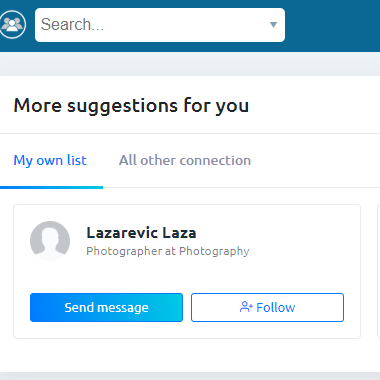 Search...
More suggestions for you
My own list
All other connection
Lazarevic Laza
Photographer at Photography
Send message
Follow